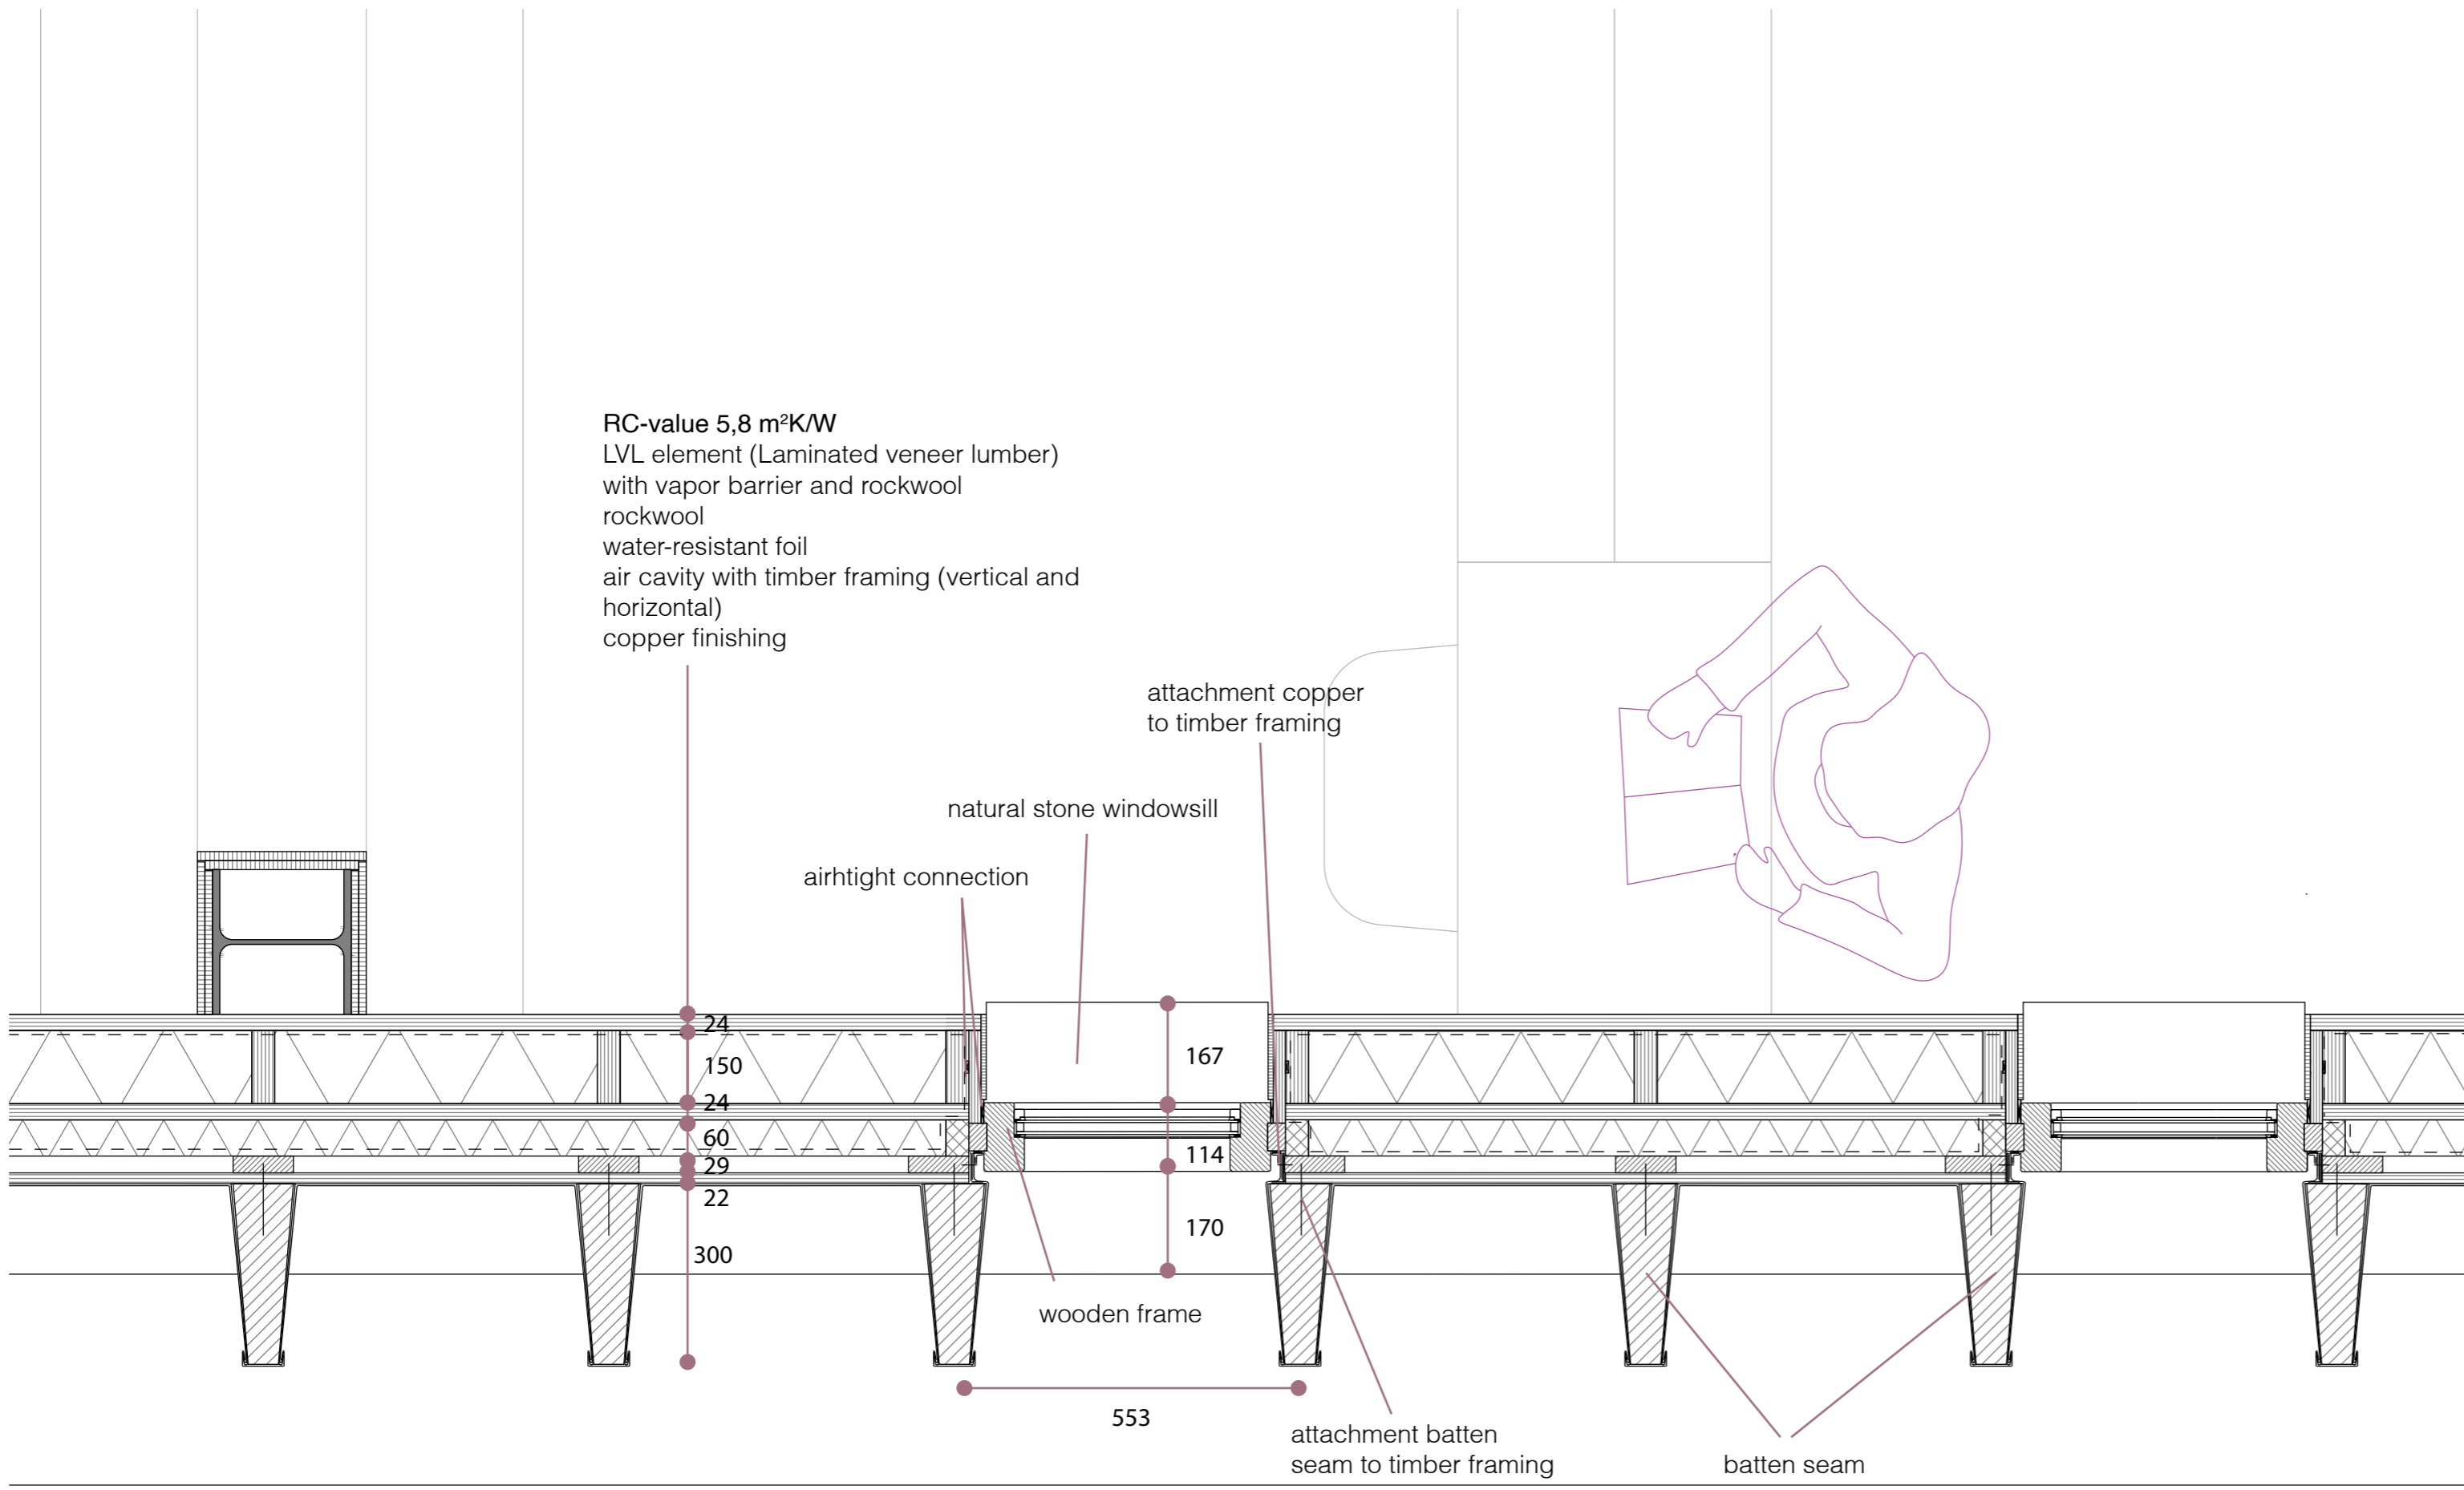 RC-value 5,8 m²K/W
LVL element (Laminated veneer lumber)
with vapor barrier and rockwool
rockwool
water-resistant foil
air cavity with timber framing (vertical and
horizontal)
copper finishing
attachment copper
to timber framing
natural stone windowsill
airhtight connection
24
150
24
60
29
22
300
167
114
170
wooden frame
553
attachment batten
seam to timber framing
batten seam